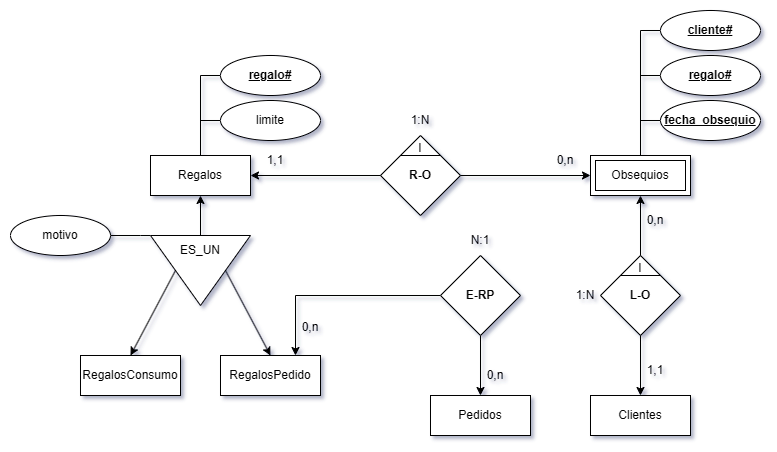 cliente#
regalo#
regalo#
limite
fecha_obsequio
1:N
I
1,1
0,n
Regalos
R-O
Obsequios
motivo
ES_UN
0,n
N:1
I
E-RP
1:N
L-O
0,n
RegalosConsumo
RegalosPedido
0,n
1,1
Pedidos
Clientes